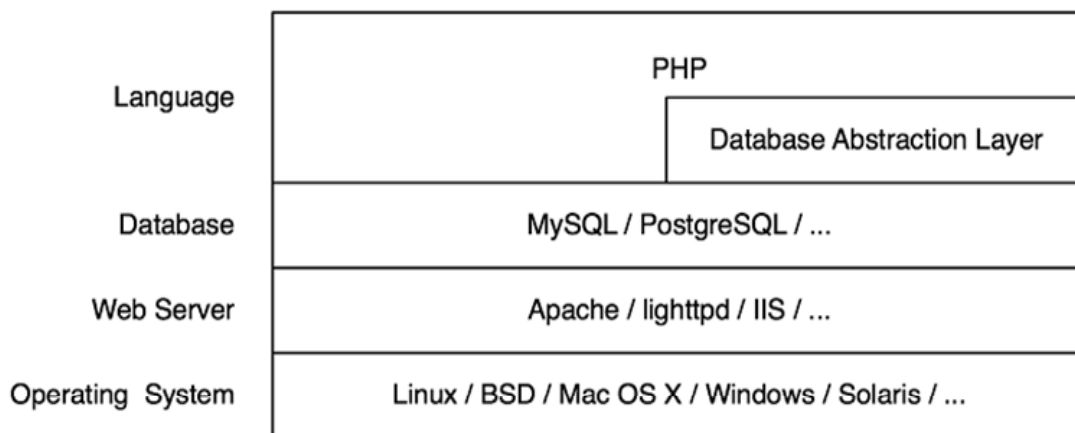 PHP
Language
Database Abstraction Layer
Database
MySQL / PostgreSQL / ...
Web Server
Apache / lighttpd / IIS / ...
Operating System
Linux / BSD / Mac OS X / Windows / Solaris / ...